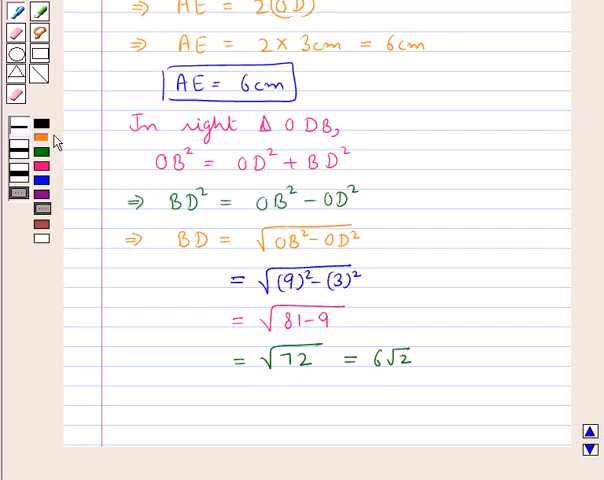 ⇒ AE = 2(OD)
⇒ AE = 2 × 3cm = 6cm
AE = 6cm
In right Δ ODB,
OB² = OD² + BD²
⇒ BD² = OB² − OD²
⇒ BD = √OB² − OD²
= √(9)² − (3)²
= √81−9
= √72 = 6√2